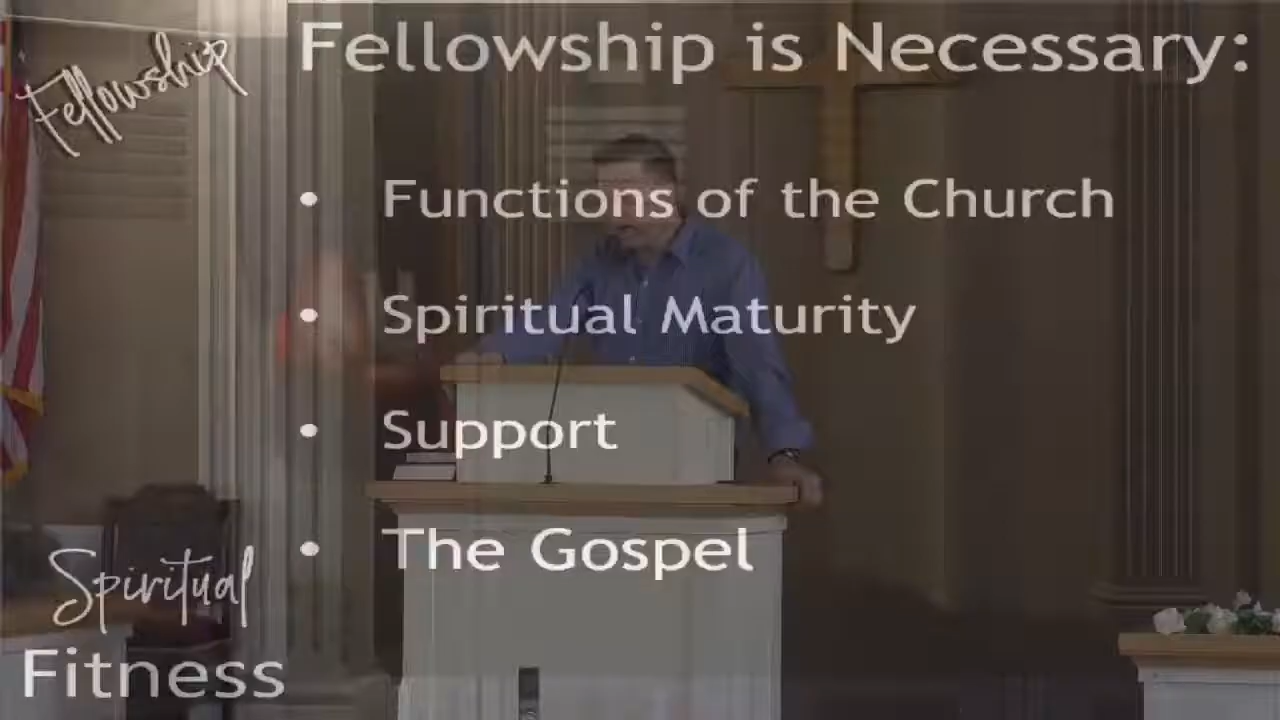 Fellowship
Fellowship is Necessary:
• Functions of the Church
• Spiritual Maturity
• Support
• The Gospel
Spiritual
Fitness